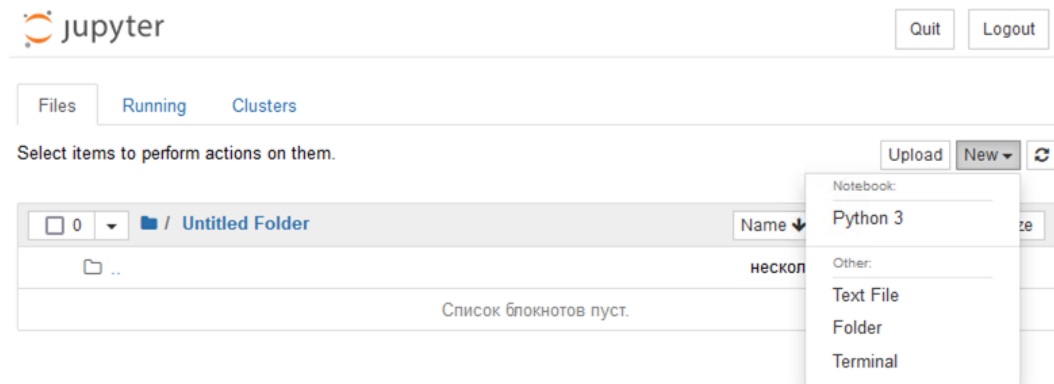 jupyter
Quit Logout
Files Running Clusters
Select items to perform actions on them.
Upload New
Notebook:
Python 3
0 / Untitled Folder
Name
Other:
..
Список блокнотов пуст.
Text File
Folder
Terminal